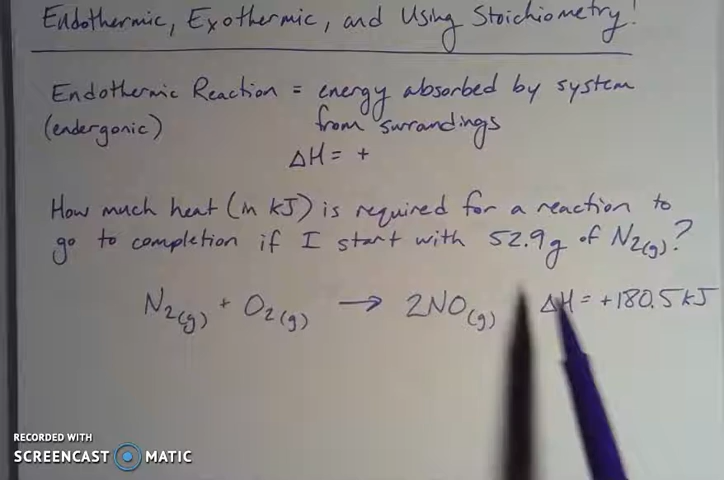 Endothermic, Exothermic, and Using Stoichiometry!
Endothermic Reaction = energy absorbed by system
(endergonic) from surrandings
ΔH = +
How much heat (in kJ) is required for a reaction to
go to completion if I start with 52.9g of N2(g)?
N2(g) + O2(g) → 2NO(g) ΔH = +180.5 kJ
RECORDED WITH
SCREENCAST MATIC